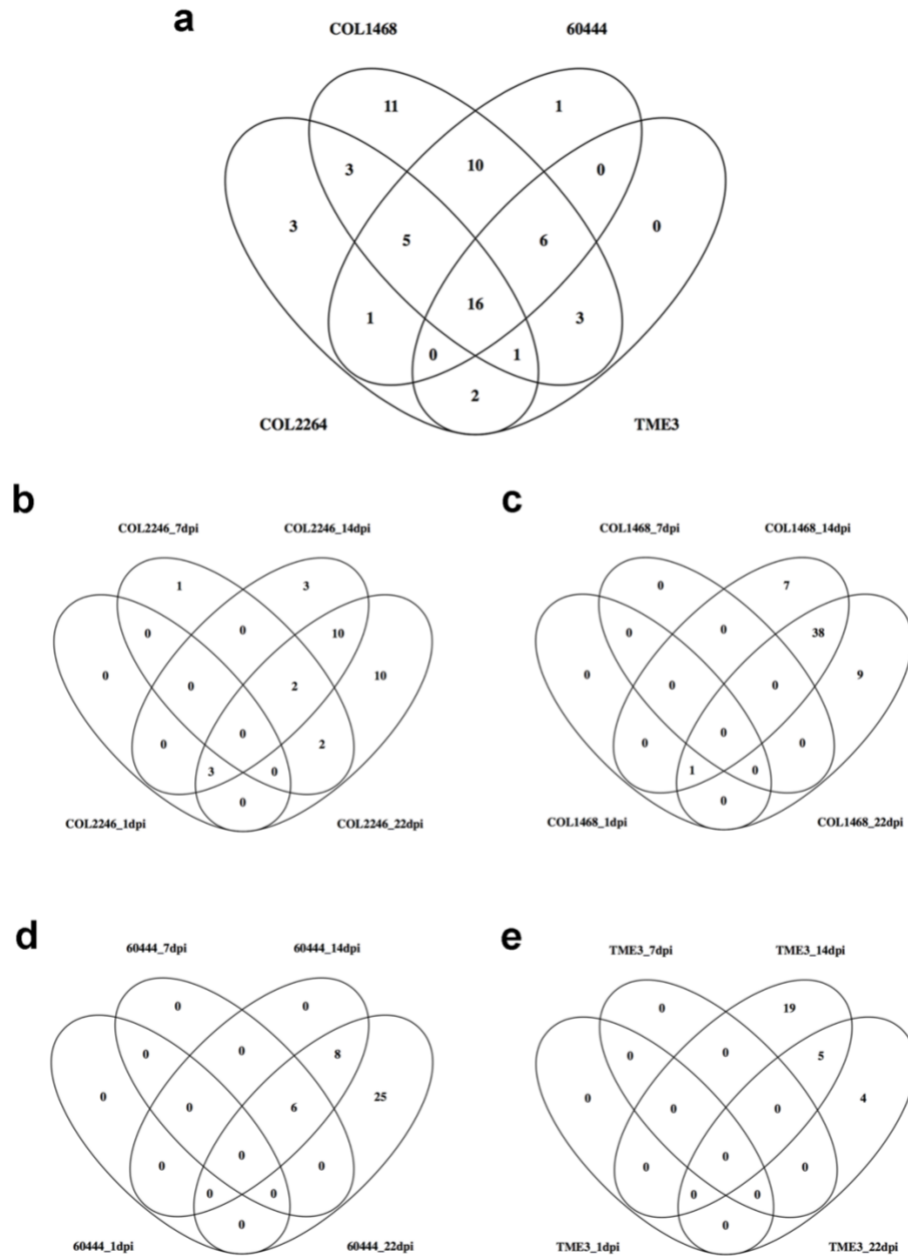 a
COL1468 60444
11 1
3 10 0
3 5 6 0
16
1 3
0 1
2
COL2264 TME3
b
COL2246_7dpi COL2246_14dpi
1 3
0 0 10
0 0 2 10
0
0 2
3 0
0
COL2246_1dpi COL2246_22dpi
c
COL1468_7dpi COL1468_14dpi
0 7
0 0 38
0 0 0 9
0
0 0
1 0
0
COL1468_1dpi COL1468_22dpi
d
60444_7dpi 60444_14dpi
0 0
0 0 8
0 0 6 25
0
0 0
0 0
0
60444_1dpi 60444_22dpi
e
TME3_7dpi TME3_14dpi
0 19
0 0 5
0 0 0 4
0
0 0
0 0
0
TME3_1dpi TME3_22dpi